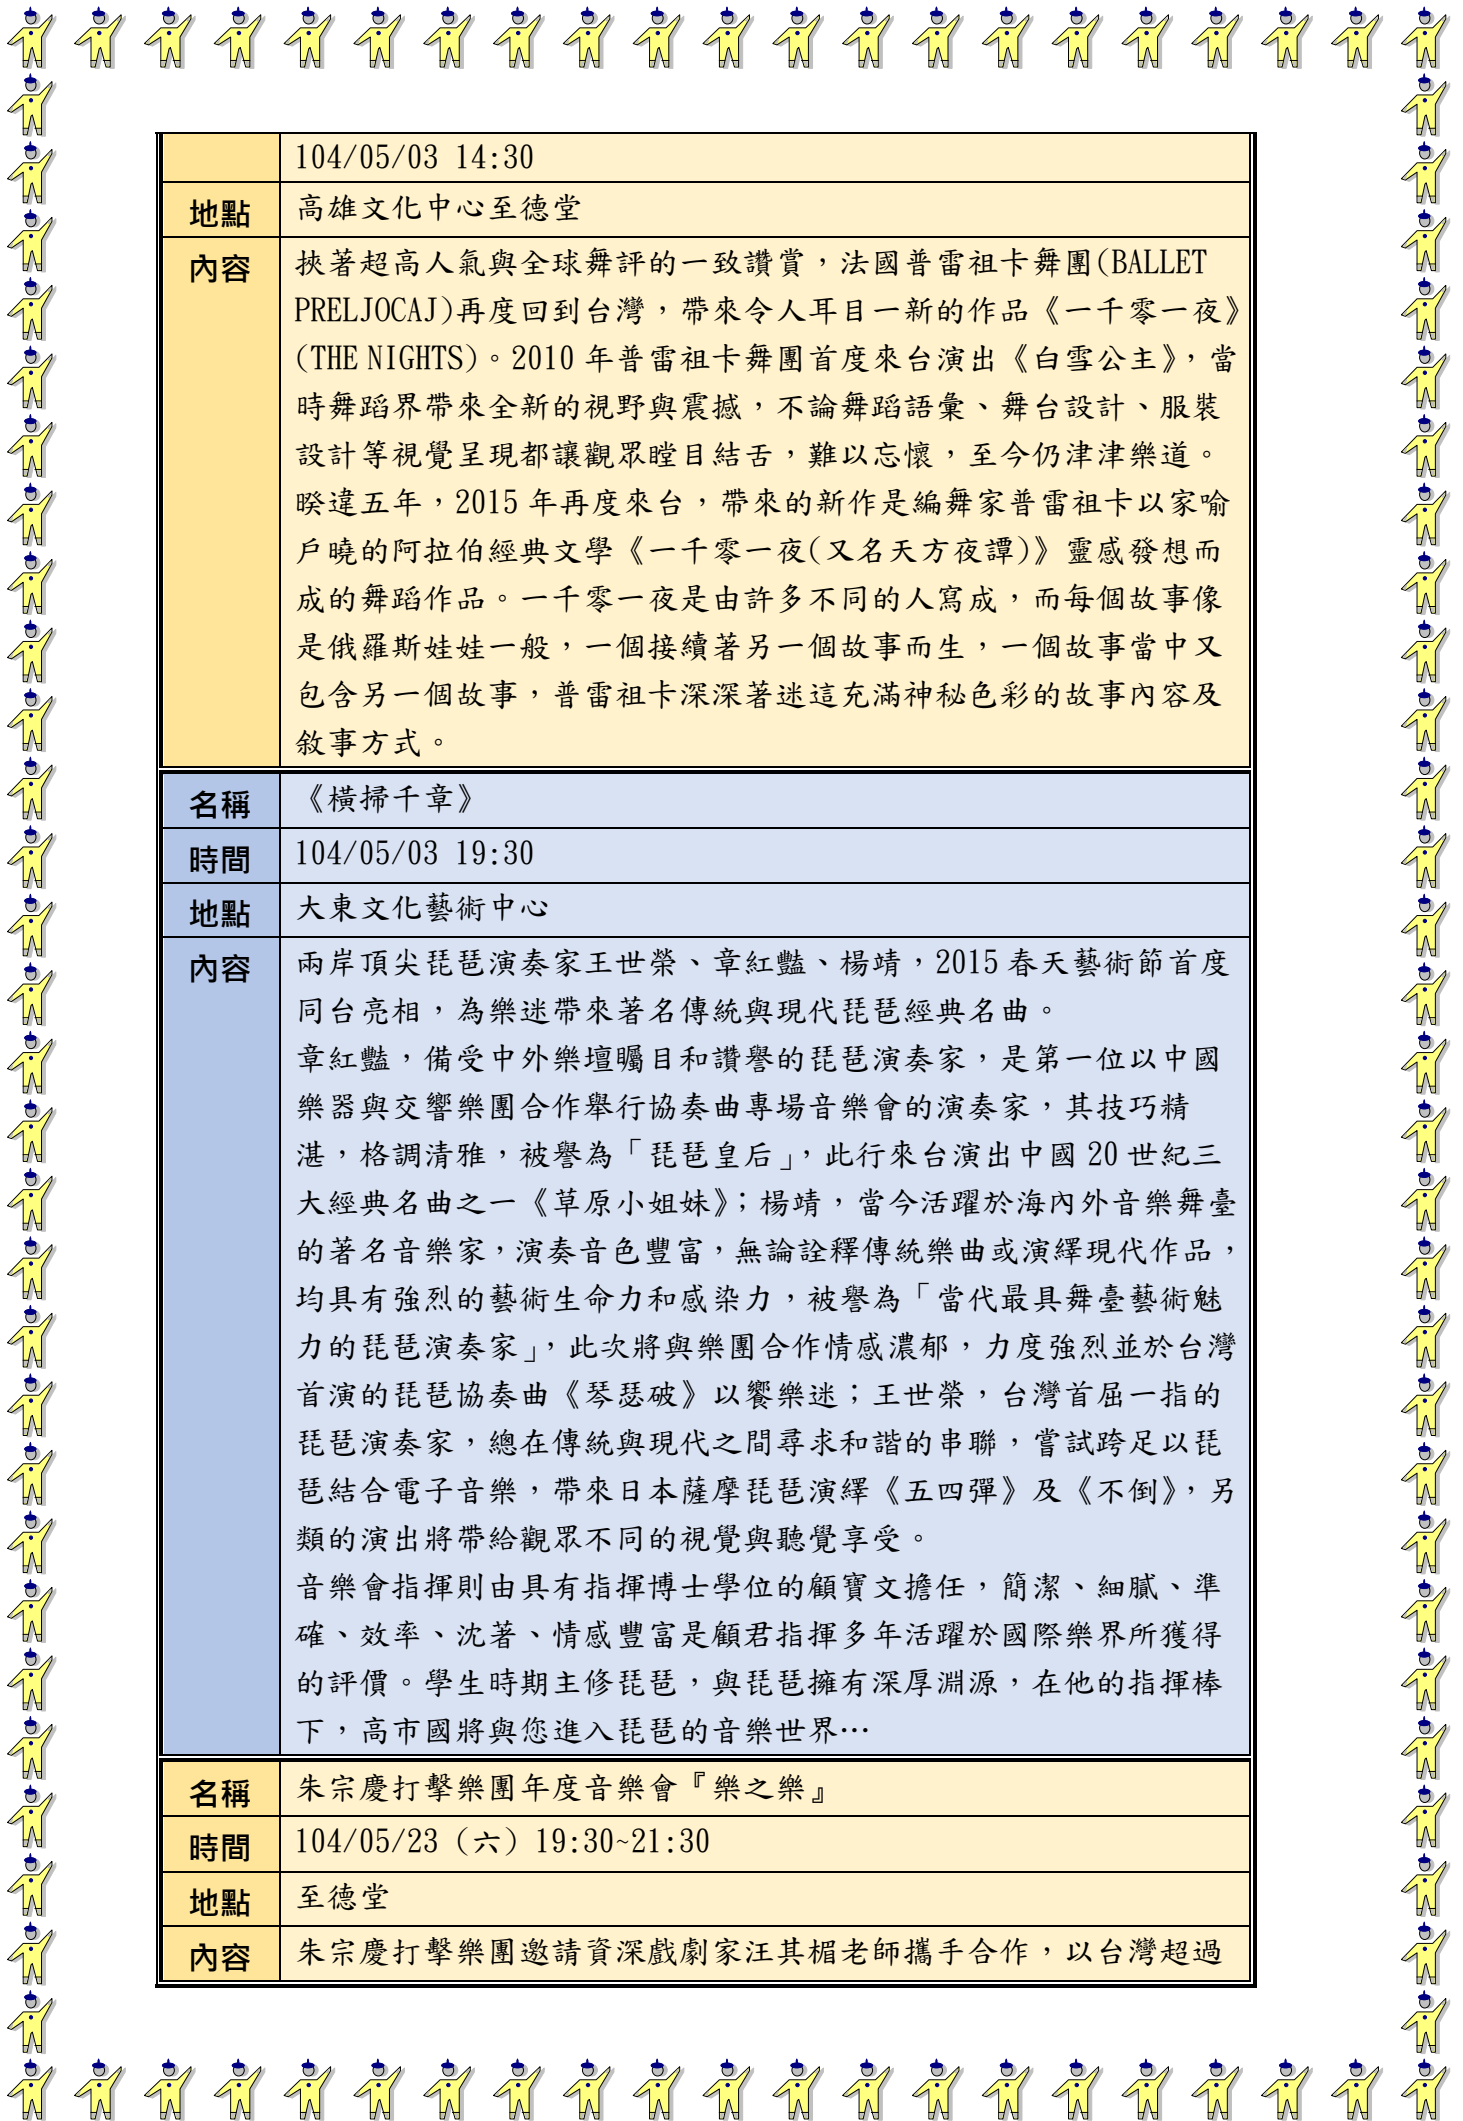 104/05/03 14:30
地點 高雄文化中心至德堂
內容 挾著超高人氣與全球舞評的一致讚賞，法國普雷祖卡舞團(BALLET
PRELJOCAJ)再度回到台灣，帶來令人耳目一新的作品《一千零一夜》
(THE NIGHTS)。2010 年普雷祖卡舞團首度來台演出《白雪公主》，當
時舞蹈界帶來全新的視野與震撼，不論舞蹈語彙、舞台設計、服裝
設計等視覺呈現都讓觀眾瞠目結舌，難以忘懷，至今仍津津樂道。
睽違五年，2015 年再度來台，帶來的新作是編舞家普雷祖卡以家喻
戶曉的阿拉伯經典文學《一千零一夜(又名天方夜譚)》靈感發想而
成的舞蹈作品。一千零一夜是由許多不同的人寫成，而每個故事像
是俄羅斯娃娃一般，一個接續著另一個故事而生，一個故事當中又
包含另一個故事，普雷祖卡深深著迷這充滿神秘色彩的故事內容及
敘事方式。
名稱 《橫掃千章》
時間 104/05/03 19:30
地點 大東文化藝術中心
內容 兩岸頂尖琵琶演奏家王世榮、章紅豔、楊靖，2015 春天藝術節首度
同台亮相，為樂迷帶來著名傳統與現代琵琶經典名曲。
章紅豔，備受中外樂壇矚目和讚譽的琵琶演奏家，是第一位以中國
樂器與交響樂團合作舉行協奏曲專場音樂會的演奏家，其技巧精
湛，格調清雅，被譽為「琵琶皇后」，此行來台演出中國 20 世紀三
大經典名曲之一《草原小姐妹》；楊靖，當今活躍於海內外音樂舞臺
的著名音樂家，演奏音色豐富，無論詮釋傳統樂曲或演繹現代作品，
均具有強烈的藝術生命力和感染力，被譽為「當代最具舞臺藝術魅
力的琵琶演奏家」，此次將與樂團合作情感濃郁，力度強烈並於台灣
首演的琵琶協奏曲《琴瑟破》以饗樂迷；王世榮，台灣首屈一指的
琵琶演奏家，總在傳統與現代之間尋求和諧的串聯，嘗試跨足以琵
琶結合電子音樂，帶來日本薩摩琵琶演繹《五四彈》及《不倒》，另
類的演出將帶給觀眾不同的視覺與聽覺享受。
音樂會指揮則由具有指揮博士學位的顧寶文擔任，簡潔、細膩、準
確、效率、沈著、情感豐富是顧君指揮多年活躍於國際樂界所獲得
的評價。學生時期主修琵琶，與琵琶擁有深厚淵源，在他的指揮棒
下，高市國將與您進入琵琶的音樂世界…
名稱 朱宗慶打擊樂團年度音樂會『樂之樂』
時間 104/05/23（六）19:30~21:30
地點 至德堂
內容 朱宗慶打擊樂團邀請資深戲劇家汪其楣老師攜手合作，以台灣超過